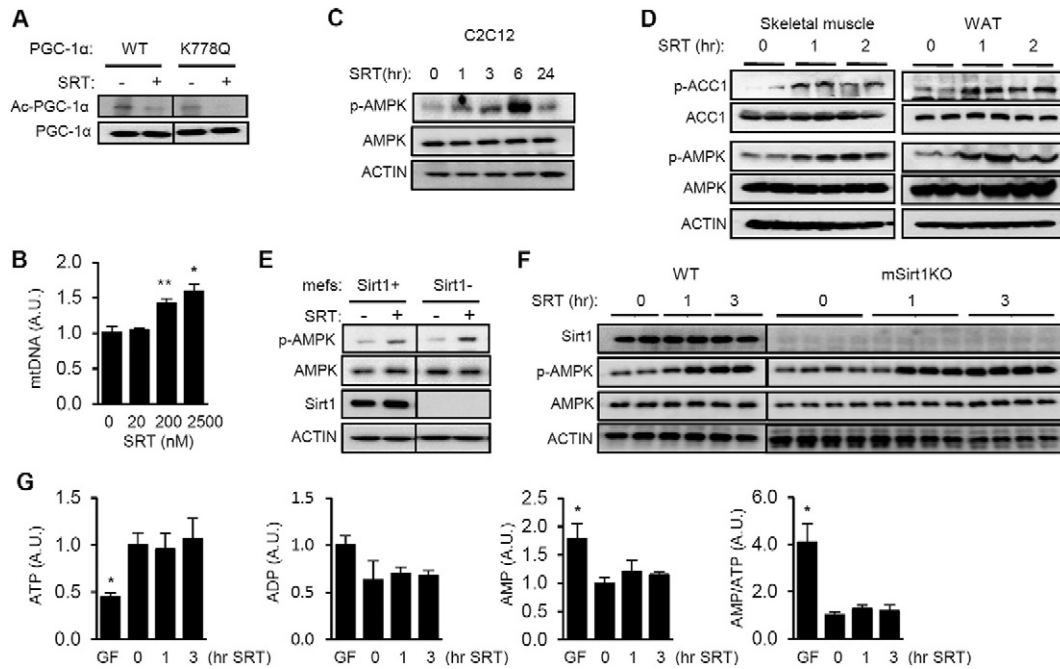 A
PGC-1α: WT K778Q
SRT: - + - +
Ac-PGC-1α
PGC-1α
B
mtDNA (A.U.)
2.0
1.5
1.0
0.5
0.0
0 20 200 2500
SRT (nM)
** *
C
C2C12
SRT(hr) 0 1 3 6 24
p-AMPK
AMPK
ACTIN
D
Skeletal muscle WAT
SRT (hr) 0 1 2 0 1 2
p-ACC1
ACC1
p-AMPK
AMPK
ACTIN
E
mefs: Sirt1+ Sirt1-
SRT: - + - +
p-AMPK
AMPK
Sirt1
ACTIN
F
WT mSirt1KO
SRT (hr): 0 1 3 0 1 3
Sirt1
p-AMPK
AMPK
ACTIN
G
ATP (A.U.)
1.5
1.0
0.5
0.0
*
GF 0 1 3 (hr SRT)
ADP (A.U.)
1.5
1.0
0.5
0.0
GF 0 1 3 (hr SRT)
AMP (A.U.)
2.5
2.0
1.5
1.0
0.5
0.0
*
GF 0 1 3 (hr SRT)
AMP/ATP (A.U.)
6.0
4.0
2.0
0.0
*
GF 0 1 3 (hr SRT)